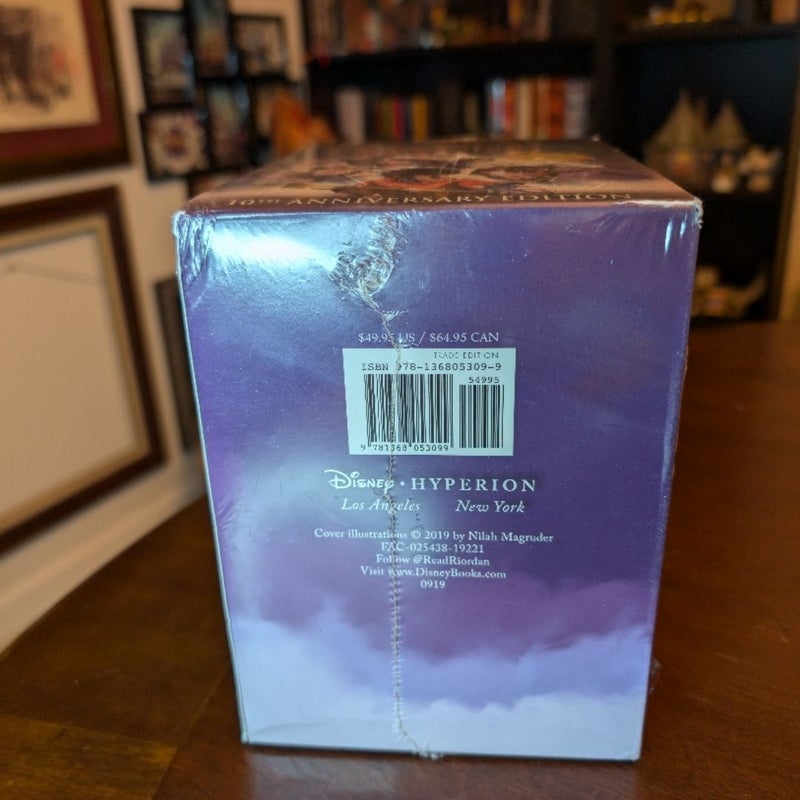 10TH ANNIVERSARY EDITION
$49.95 US / $64.95 CAN
TRADE EDITION
ISBN 978-136805309-9
54995
9 781368 053099
Disney • HYPERION
Los Angeles New York
Cover illustrations © 2019 by Nilah Magruder
FAC-025438-19221
Follow @ReadRiordan
Visit www.DisneyBooks.com
0919